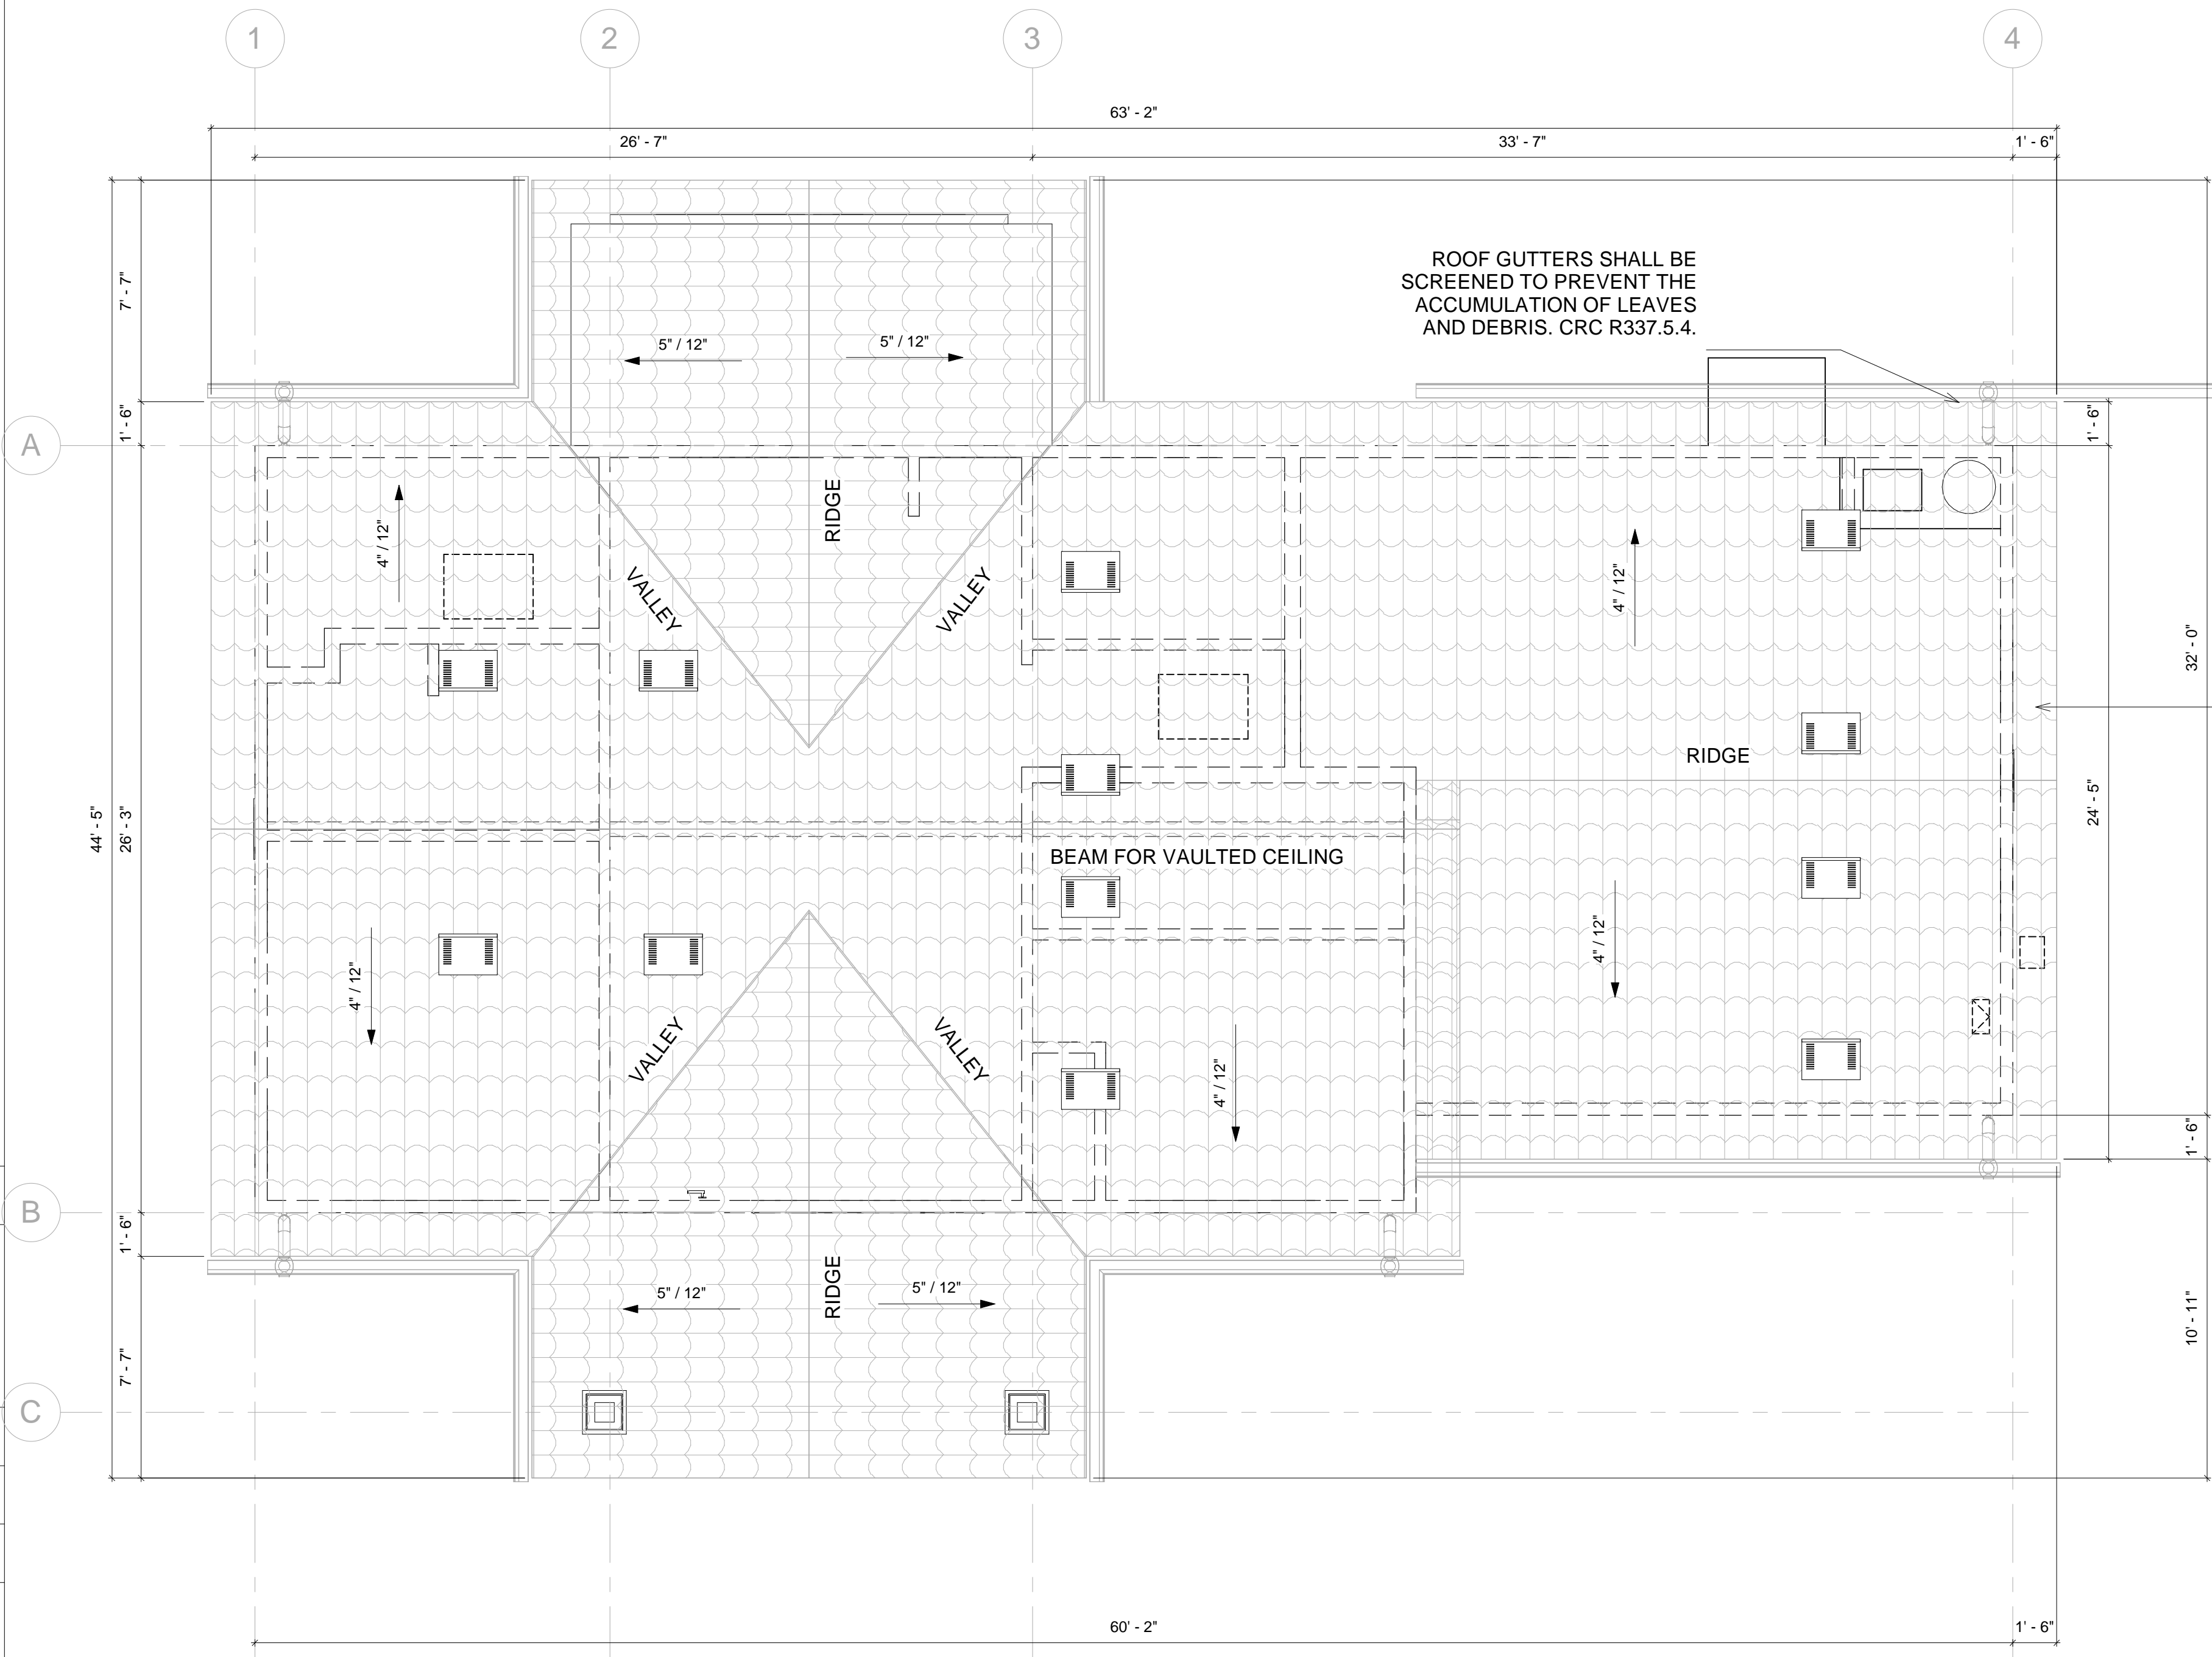 1
2
3
4
63' - 2"
26' - 7"
33' - 7"
1' - 6"
7' - 7"
ROOF GUTTERS SHALL BE
SCREENED TO PREVENT THE
ACCUMULATION OF LEAVES
AND DEBRIS. CRC R337.5.4.
5" / 12"
5" / 12"
1' - 6"
1' - 6"
A
RIDGE
4" / 12"
4" / 12"
VALLEY
VALLEY
32' - 0"
RIDGE
44' - 5"
26' - 3"
24' - 5"
BEAM FOR VAULTED CEILING
4" / 12"
4" / 12"
VALLEY
VALLEY
4" / 12"
1' - 6"
B
1' - 6"
RIDGE
5" / 12"
5" / 12"
10' - 11"
7' - 7"
C
60' - 2"
1' - 6"